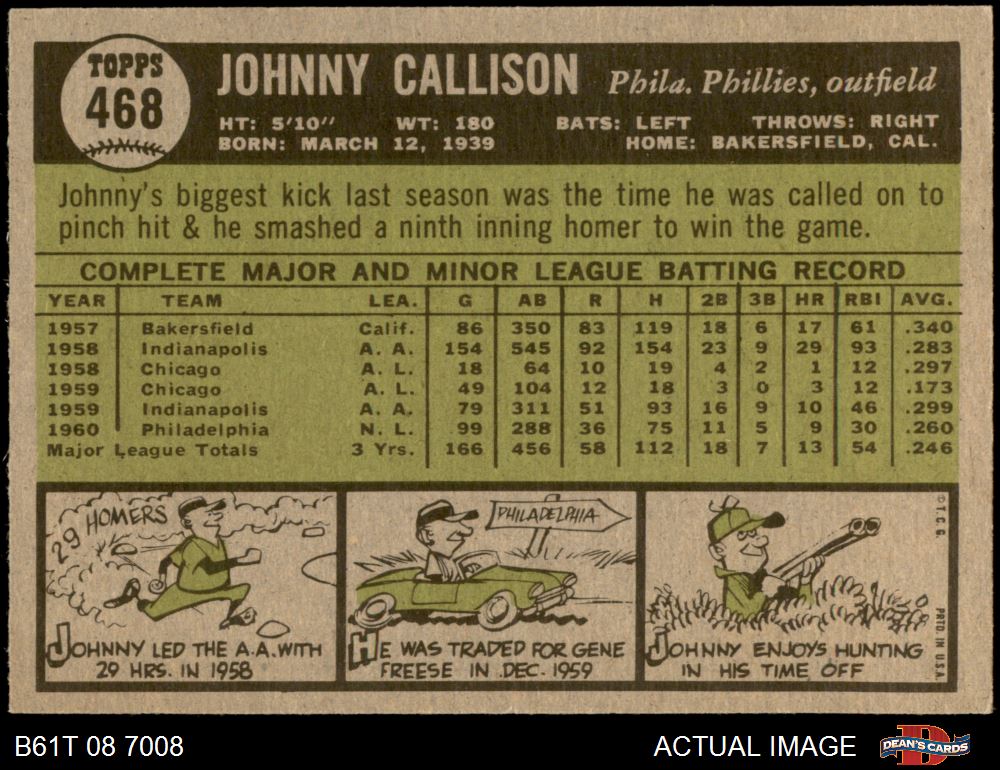 TOPPS
468
JOHNNY CALLISON Phila. Phillies, outfield
HT: 5'10" WT: 180 BATS: LEFT THROWS: RIGHT
BORN: MARCH 12, 1939 HOME: BAKERSFIELD, CAL.
Johnny's biggest kick last season was the time he was called on to
pinch hit & he smashed a ninth inning homer to win the game.
COMPLETE MAJOR AND MINOR LEAGUE BATTING RECORD
YEAR TEAM LEA. G AB R H 2B 3B HR RBI AVG.
1957 Bakersfield Calif. 86 350 83 119 18 6 17 61 .340
1958 Indianapolis A. A. 154 545 92 154 23 9 29 93 .283
1958 Chicago A. L. 18 64 10 19 4 2 1 12 .297
1959 Chicago A. L. 49 104 12 18 3 0 3 12 .173
1959 Indianapolis A. A. 79 311 51 93 16 9 10 46 .299
1960 Philadelphia N. L. 99 288 36 75 11 5 9 30 .260
Major League Totals 3 Yrs. 166 456 58 112 18 7 13 54 .246
29 HOMERS
JOHNNY LED THE A.A. WITH
29 HRS. IN 1958
PHILADELPHIA
HE WAS TRADED FOR GENE
FREESE IN DEC. 1959
JOHNNY ENJOYS HUNTING
IN HIS TIME OFF
© T.C.G. PRTD. IN U.S.A.
B61T 08 7008 ACTUAL IMAGE
D
DEAN'S CARDS